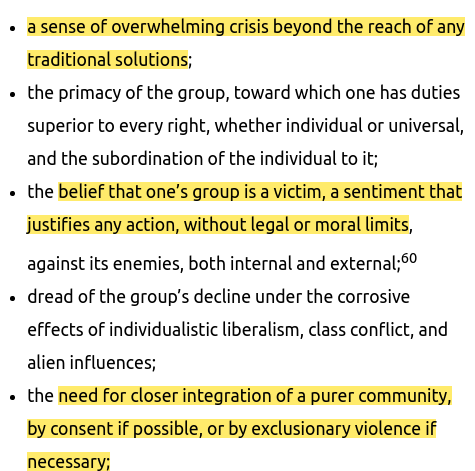 • a sense of overwhelming crisis beyond the reach of any
traditional solutions;
• the primacy of the group, toward which one has duties
superior to every right, whether individual or universal,
and the subordination of the individual to it;
• the belief that one’s group is a victim, a sentiment that
justifies any action, without legal or moral limits,
against its enemies, both internal and external;60
• dread of the group’s decline under the corrosive
effects of individualistic liberalism, class conflict, and
alien influences;
• the need for closer integration of a purer community,
by consent if possible, or by exclusionary violence if
necessary;